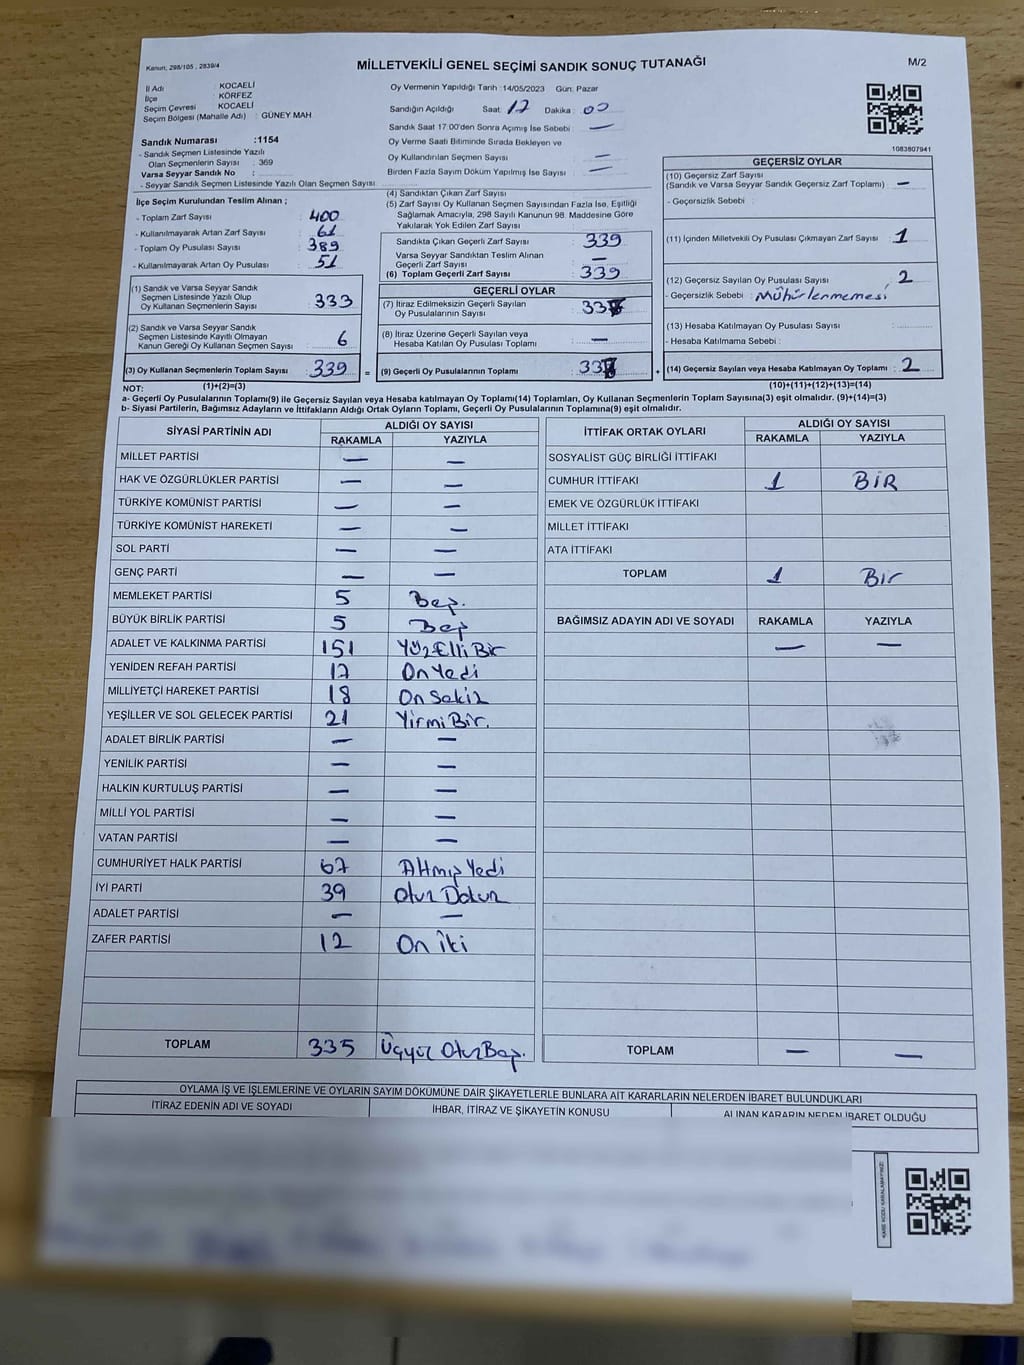 Kanun; 298/105 , 2839/4
MİLLETVEKİLİ GENEL SEÇİMİ SANDIK SONUÇ TUTANAĞI
M/2
İl Adı : KOCAELİ
İlçe : KÖRFEZ
Seçim Çevresi : KOCAELİ
Seçim Bölgesi (Mahalle Adı) : GÜNEY MAH
Sandık Numarası :1154
- Sandık Seçmen Listesinde Yazılı
Olan Seçmenlerin Sayısı : 369
Varsa Seyyar Sandık No :
- Seyyar Sandık Seçmen Listesinde Yazılı Olan Seçmen Sayısı
Oy Vermenin Yapıldığı Tarih :14/05/2023 Gün: Pazar
Sandığın Açıldığı Saat: 17 Dakika : 00
Sandık Saat 17:00'den Sonra Açımış İse Sebebi : —
Oy Verme Saati Bitiminde Sırada Bekleyen ve
Oy Kullandırılan Seçmen Sayısı : —
Birden Fazla Sayım Döküm Yapılmış İse Sayısı : —
1083807941
İlçe Seçim Kurulundan Teslim Alınan ;
- Toplam Zarf Sayısı : 400
- Kullanılmayarak Artan Zarf Sayısı : 61
- Toplam Oy Pusulası Sayısı : 389
- Kullanılmayarak Artan Oy Pusulası : 51
(1) Sandık ve Varsa Seyyar Sandık
Seçmen Listesinde Yazılı Olup
Oy Kullanan Seçmenlerin Sayısı : 333
(2) Sandık ve Varsa Seyyar Sandık
Seçmen Listesinde Kayıtlı Olmayan
Kanun Gereği Oy Kullanan Seçmen Sayısı : 6
(3) Oy Kullanan Seçmenlerin Toplam Sayısı : 339 =
(4) Sandıktan Çıkan Zarf Sayısı
(5) Zarf Sayısı Oy Kullanan Seçmen Sayısından Fazla İse, Eşitliği
Sağlamak Amacıyla, 298 Sayılı Kanunun 98. Maddesine Göre
Yakılarak Yok Edilen Zarf Sayısı
Sandıkta Çıkan Geçerli Zarf Sayısı : 339
Varsa Seyyar Sandıktan Teslim Alınan
Geçerli Zarf Sayısı : —
(6) Toplam Geçerli Zarf Sayısı : 339
GEÇERLİ OYLAR
(7) İtiraz Edilmeksizin Geçerli Sayılan
Oy Pusulalarının Sayısı :
(8) İtiraz Üzerine Geçerli Sayılan veya
Hesaba Katılan Oy Pusulası Toplamı : —
(9) Geçerli Oy Pusulalarının Toplamı : +
GEÇERSİZ OYLAR
(10) Geçersiz Zarf Sayısı
(Sandık ve Varsa Seyyar Sandık Geçersiz Zarf Toplamı) : —
- Geçersizlik Sebebi :
(11) İçinden Milletvekili Oy Pusulası Çıkmayan Zarf Sayısı : 1
(12) Geçersiz Sayılan Oy Pusulası Sayısı : 2
- Geçersizlik Sebebi : Mühürlenmemesi
(13) Hesaba Katılmayan Oy Pusulası Sayısı :
- Hesaba Katılmama Sebebi :
(14) Geçersiz Sayılan veya Hesaba Katılmayan Oy Toplamı : 2
NOT: (1)+(2)=(3) (10)+(11)+(12)+(13)=(14)
a- Geçerli Oy Pusulalarının Toplamı(9) ile Geçersiz Sayılan veya Hesaba katılmayan Oy Toplamı(14) Toplamları, Oy Kullanan Seçmenlerin Toplam Sayısına(3) eşit olmalıdır. (9)+(14)=(3)
b- Siyasi Partilerin, Bağımsız Adayların ve İttifakların Aldığı Ortak Oyların Toplamı, Geçerli Oy Pusulalarının Toplamına(9) eşit olmalıdır.
SİYASİ PARTİNİN ADI ALDIĞI OY SAYISI
RAKAMLA YAZIYLA
MİLLET PARTİSİ — —
HAK VE ÖZGÜRLÜKLER PARTİSİ — —
TÜRKİYE KOMÜNİST PARTİSİ — —
TÜRKİYE KOMÜNİST HAREKETİ — —
SOL PARTİ — —
GENÇ PARTİ — —
MEMLEKET PARTİSİ 5 Beş.
BÜYÜK BİRLİK PARTİSİ 5 Beş
ADALET VE KALKINMA PARTİSİ 151 YüzElliBir
YENİDEN REFAH PARTİSİ 17 OnYedi
MİLLİYETÇİ HAREKET PARTİSİ 18 OnSekiz
YEŞİLLER VE SOL GELECEK PARTİSİ 21 YirmiBir.
ADALET BİRLİK PARTİSİ — —
YENİLİK PARTİSİ — —
HALKIN KURTULUŞ PARTİSİ — —
MİLLİ YOL PARTİSİ — —
VATAN PARTİSİ — —
CUMHURİYET HALK PARTİSİ 67 AltmışYedi
İYİ PARTİ 39 Otuz Dokuz
ADALET PARTİSİ — —
ZAFER PARTİSİ 12 On İki
TOPLAM 335 Üçyüz OtuzBeş.
İTTİFAK ORTAK OYLARI ALDIĞI OY SAYISI
RAKAMLA YAZIYLA
SOSYALİST GÜÇ BİRLİĞİ İTTİFAKI
CUMHUR İTTİFAKI 1 BİR
EMEK VE ÖZGÜRLÜK İTTİFAKI
MİLLET İTTİFAKI
ATA İTTİFAKI
TOPLAM 1 Bir
BAĞIMSIZ ADAYIN ADI VE SOYADI RAKAMLA YAZIYLA
— —
TOPLAM — —
OYLAMA İŞ VE İŞLEMLERİNE VE OYLARIN SAYIM DÖKÜMÜNE DAİR ŞİKAYETLERLE BUNLARA AİT KARARLARIN NELERDEN İBARET BULUNDUKLARI
İTİRAZ EDENİN ADI VE SOYADI İHBAR, İTİRAZ VE ŞİKAYETİN KONUSU ALINAN KARARIN NEDEN İBARET OLDUĞU